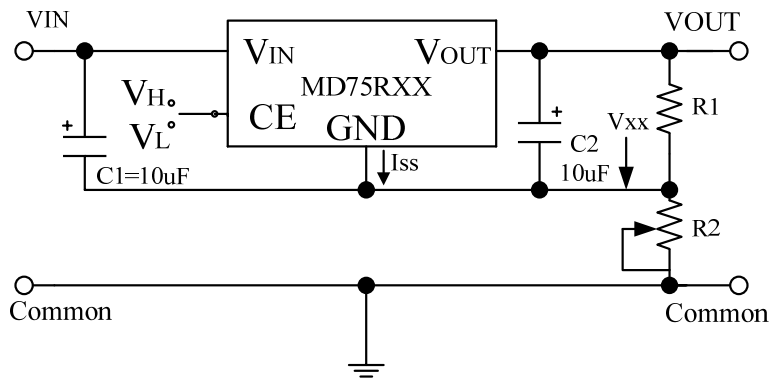 VIN
VOUT
VIN
VOUT
MD75RXX
VH
CE
VL
GND
+
C1=10uF
Iss
+
C2
10uF
Vxx
R1
R2
Common
Common